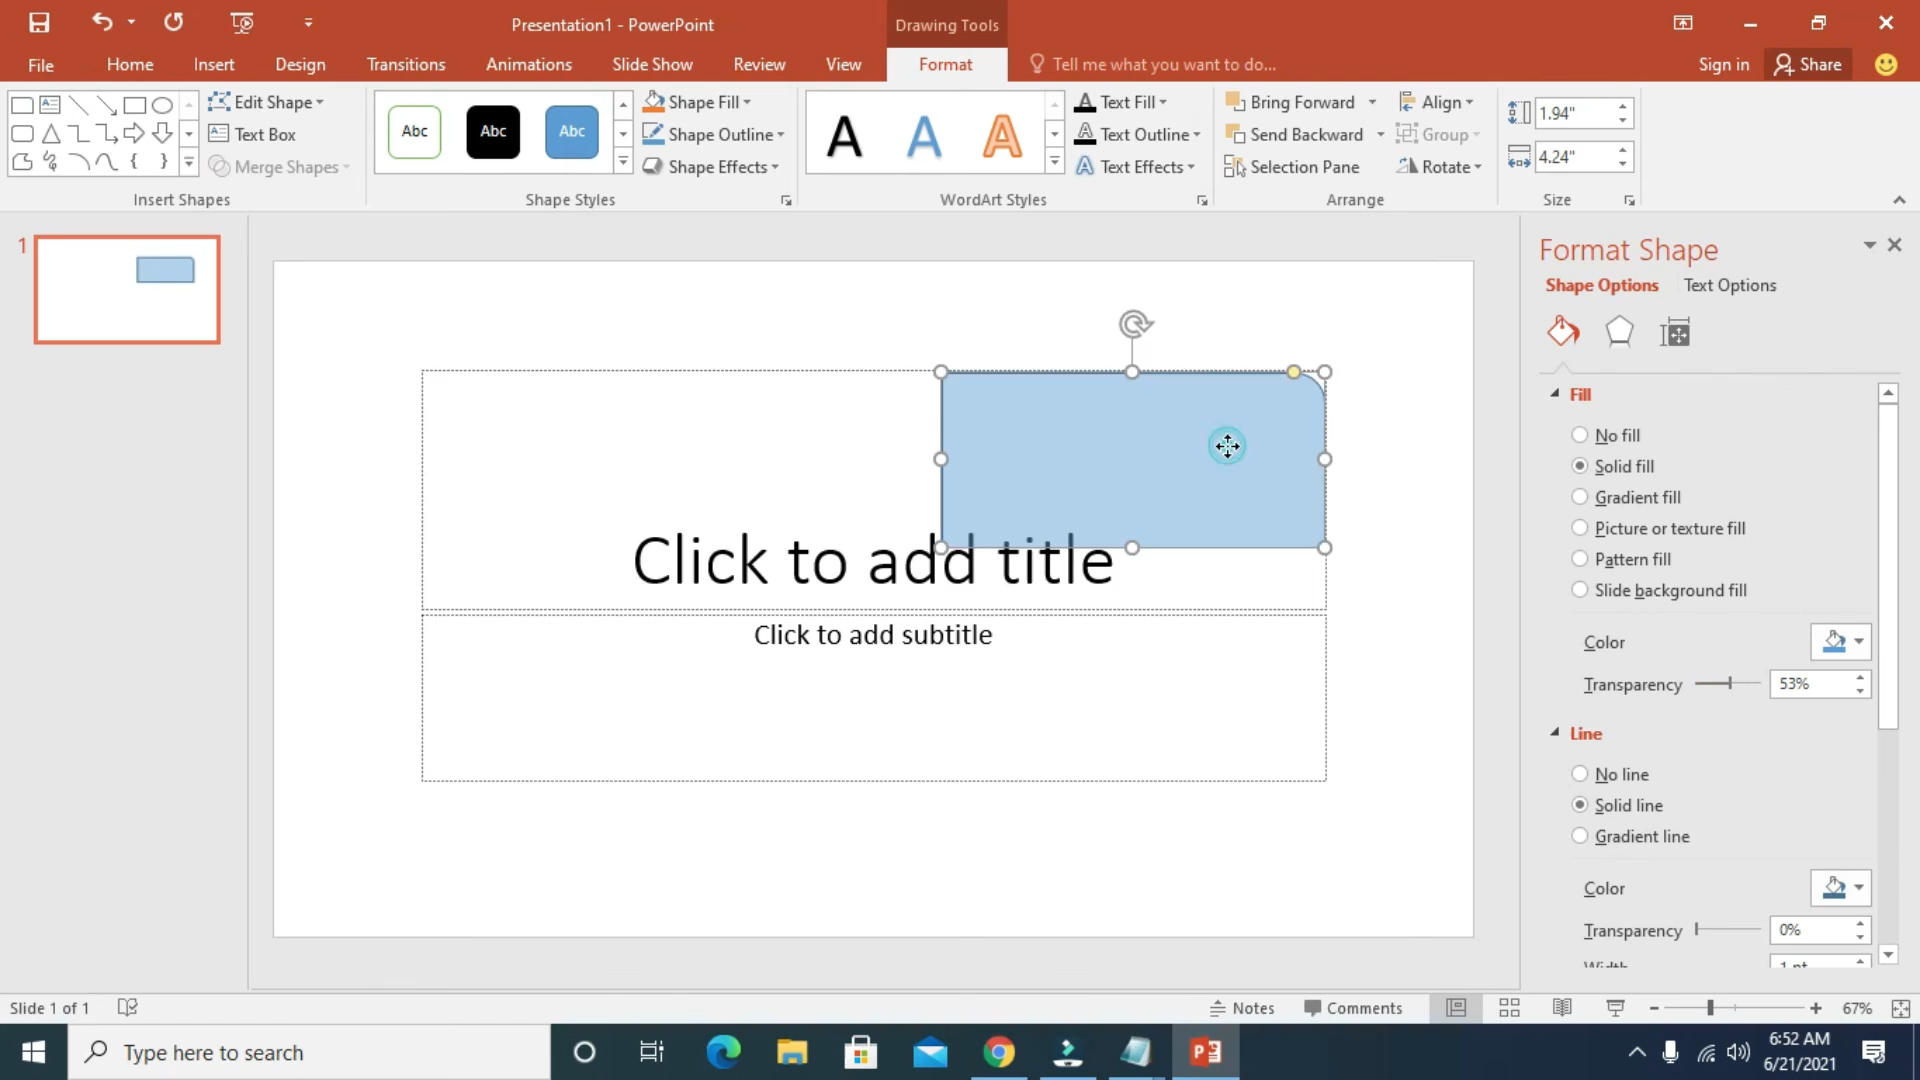 Presentation1 - PowerPoint
Drawing Tools
File Home Insert Design Transitions Animations Slide Show Review View Format Tell me what you want to do... Sign in Share
Edit Shape
Text Box
Merge Shapes
Insert Shapes
Abc Abc Abc
Shape Fill
Shape Outline
Shape Effects
Shape Styles
A A A
Text Fill
Text Outline
Text Effects
WordArt Styles
Bring Forward
Send Backward
Selection Pane
Align
Group
Rotate
Arrange
1.94"
4.24"
Size
1
Click to add title
Click to add subtitle
Format Shape
Shape Options Text Options
Fill
No fill
Solid fill
Gradient fill
Picture or texture fill
Pattern fill
Slide background fill
Color
Transparency 53%
Line
No line
Solid line
Gradient line
Color
Transparency 0%
Width 1 pt
Slide 1 of 1
Notes Comments 67%
Type here to search
6:52 AM
6/21/2021